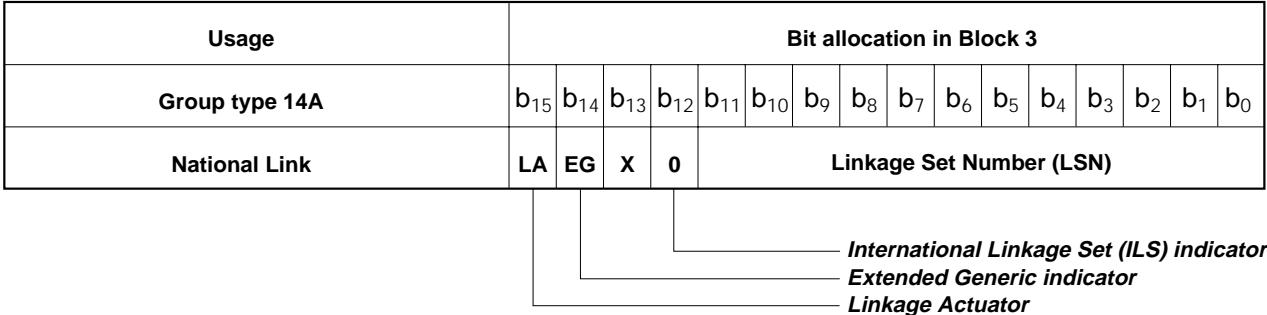 Usage Bit allocation in Block 3
Group type 14A b15 b14 b13 b12 b11 b10 b9 b8 b7 b6 b5 b4 b3 b2 b1 b0
National Link LA EG X 0 Linkage Set Number (LSN)
International Linkage Set (ILS) indicator
Extended Generic indicator
Linkage Actuator